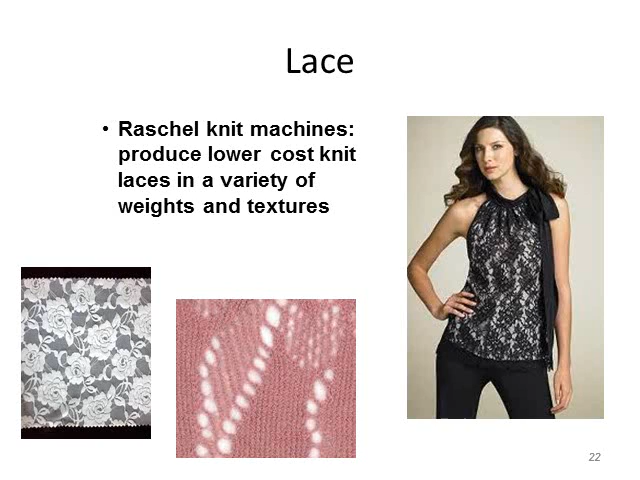 Lace
• Raschel knit machines:
produce lower cost knit
laces in a variety of
weights and textures
22